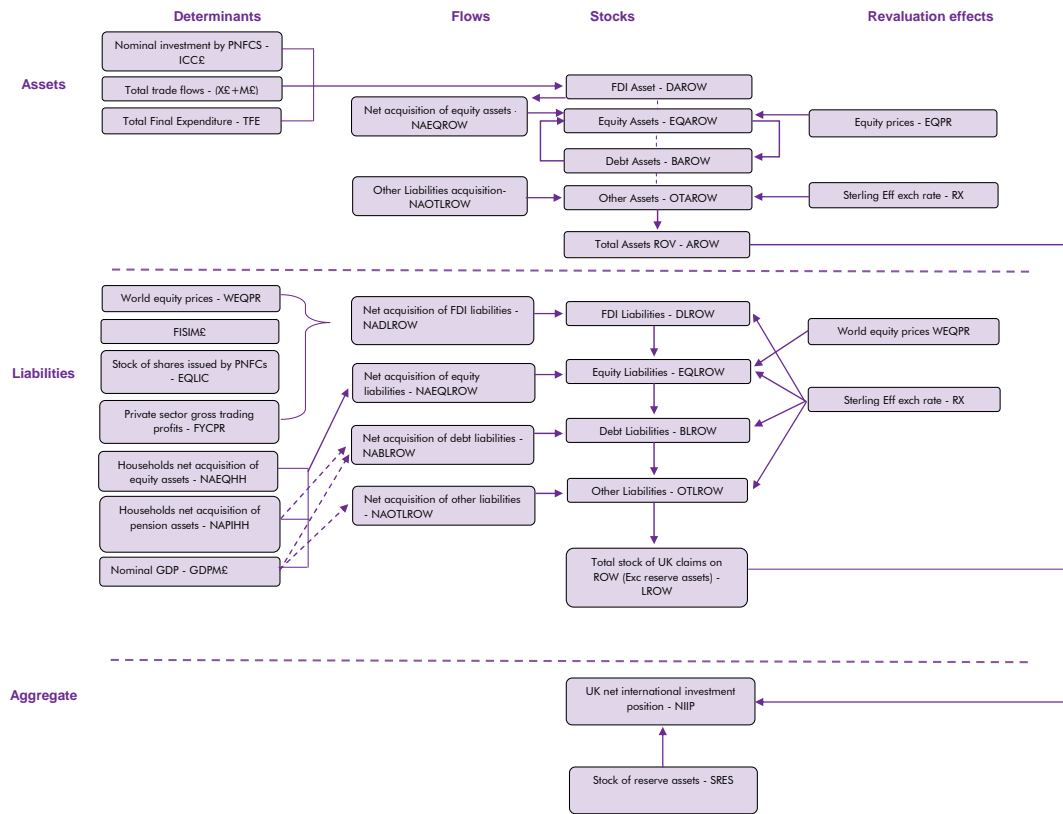 Determinants
Flows
Stocks
Revaluation effects
Assets
Nominal investment by PNFCS -
ICC£
Total trade flows - (X£+M£)
Total Final Expenditure - TFE
Net acquisition of equity assets -
NAEQROW
Other Liabilities acquisition-
NAOTLROW
FDI Asset - DAROW
Equity Assets - EQAROW
Debt Assets - BAROW
Other Assets - OTAROW
Total Assets ROV - AROW
Equity prices - EQPR
Sterling Eff exch rate - RX
Liabilities
World equity prices - WEQPR
FISIM£
Stock of shares issued by PNFCs
- EQLIC
Private sector gross trading
profits - FYCPR
Households net acquisition of
equity assets - NAEQHH
Households net acquisition of
pension assets - NAPIHH
Nominal GDP - GDPM£
Net acquisition of FDI liabilities -
NADLROW
Net acquisition of equity
liabilities - NAEQLROW
Net acquisition of debt liabilities -
NABLROW
Net acquisition of other liabilities
- NAOTLROW
FDI Liabilities - DLROW
Equity Liabilities - EQLROW
Debt Liabilities - BLROW
Other Liabilities - OTLROW
Total stock of UK claims on
ROW (Exc reserve assets) -
LROW
World equity prices WEQPR
Sterling Eff exch rate - RX
Aggregate
UK net international investment
position - NIIP
Stock of reserve assets - SRES